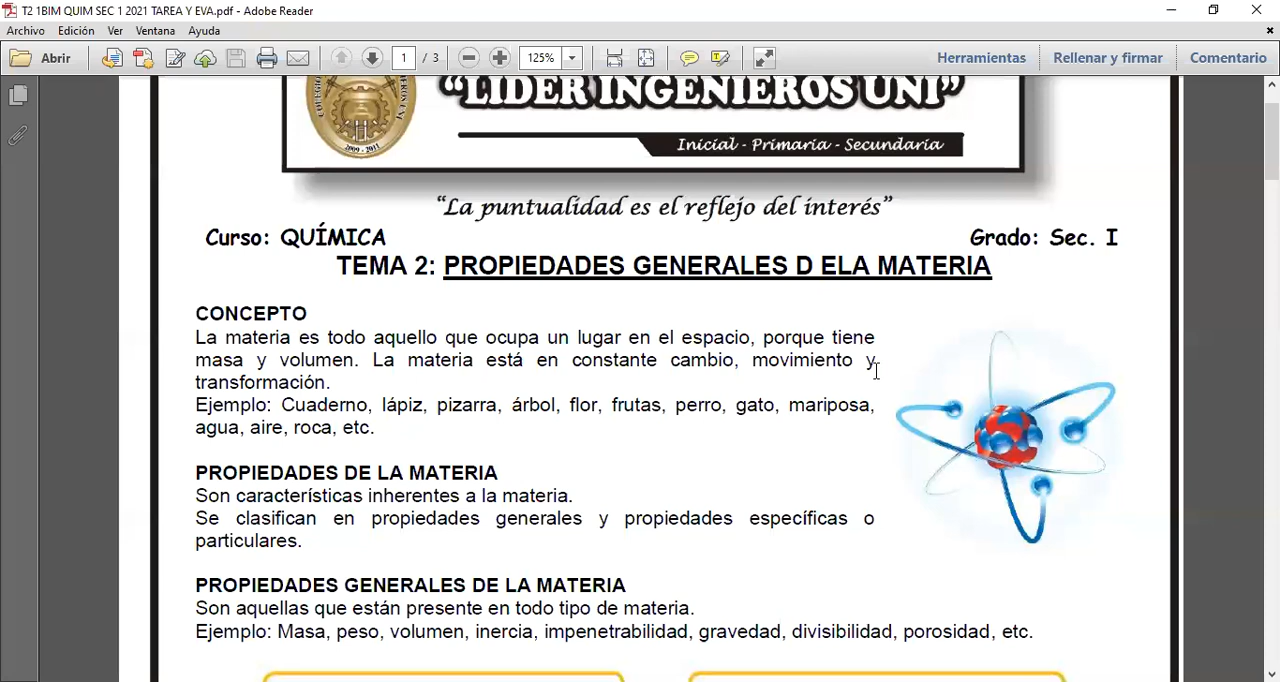 T2 1BIM QUIM SEC 1 2021 TAREA Y EVA.pdf - Adobe Reader
Archivo Edición Ver Ventana Ayuda
Abrir 1 / 3 125% Herramientas Rellenar y firmar Comentario
“LIDER INGENIEROS UNI”
2009 - 2011
Inicial - Primaria - Secundaria
“La puntualidad es el reflejo del interés”
Curso: QUÍMICA Grado: Sec. I
TEMA 2: PROPIEDADES GENERALES D ELA MATERIA
CONCEPTO
La materia es todo aquello que ocupa un lugar en el espacio, porque tiene
masa y volumen. La materia está en constante cambio, movimiento y
transformación.
Ejemplo: Cuaderno, lápiz, pizarra, árbol, flor, frutas, perro, gato, mariposa,
agua, aire, roca, etc.
PROPIEDADES DE LA MATERIA
Son características inherentes a la materia.
Se clasifican en propiedades generales y propiedades específicas o
particulares.
PROPIEDADES GENERALES DE LA MATERIA
Son aquellas que están presente en todo tipo de materia.
Ejemplo: Masa, peso, volumen, inercia, impenetrabilidad, gravedad, divisibilidad, porosidad, etc.